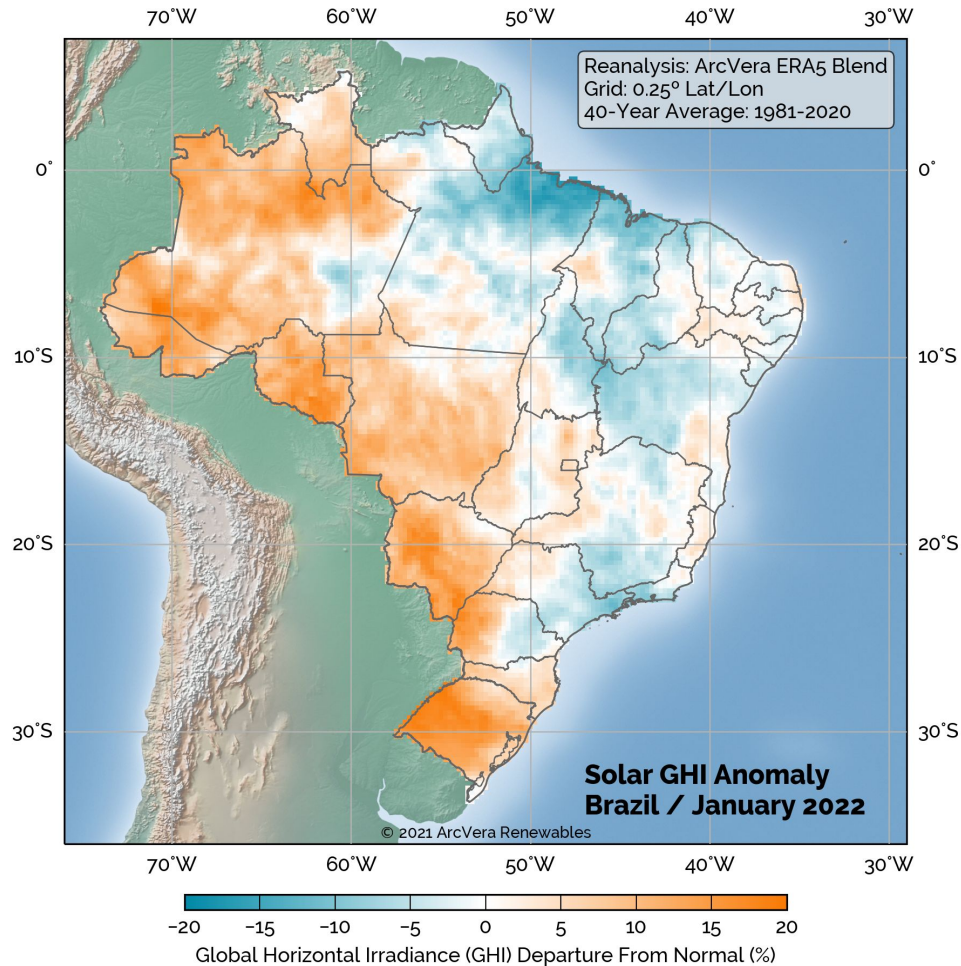 70°W 60°W 50°W 40°W 30°W
Reanalysis: ArcVera ERA5 Blend
Grid: 0.25º Lat/Lon
40-Year Average: 1981-2020
0° 0°
10°S 10°S
20°S 20°S
30°S 30°S
Solar GHI Anomaly
Brazil / January 2022
© 2021 ArcVera Renewables
70°W 60°W 50°W 40°W 30°W
−20 −15 −10 −5 0 5 10 15 20
Global Horizontal Irradiance (GHI) Departure From Normal (%)